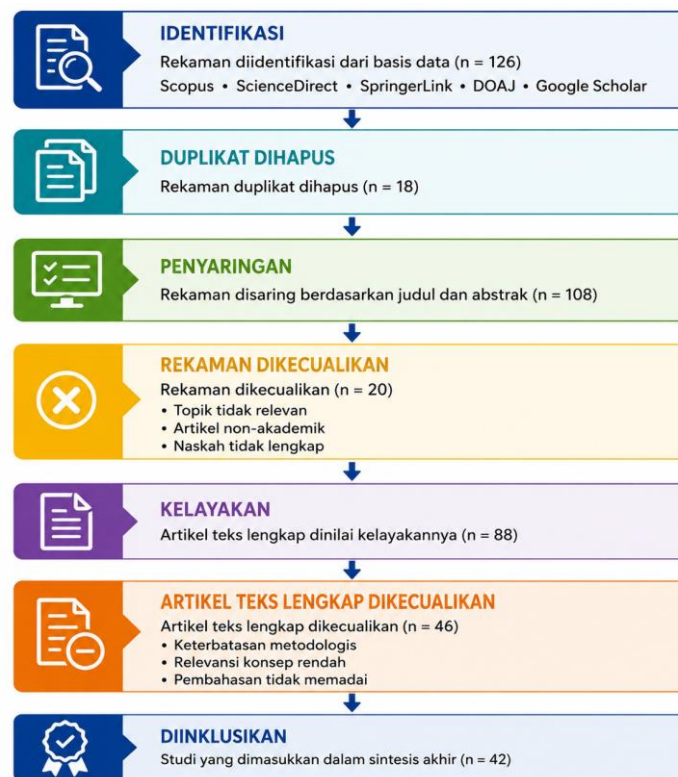 IDENTIFIKASI
Rekaman diidentifikasi dari basis data (n = 126)
Scopus • ScienceDirect • SpringerLink • DOAJ • Google Scholar
DUPLIKAT DIHAPUS
Rekaman duplikat dihapus (n = 18)
PENYARINGAN
Rekaman disaring berdasarkan judul dan abstrak (n = 108)
REKAMAN DIKECUALIKAN
Rekaman dikecualikan (n = 20)
• Topik tidak relevan
• Artikel non-akademik
• Naskah tidak lengkap
KELAYAKAN
Artikel teks lengkap dinilai kelayakannya (n = 88)
ARTIKEL TEKS LENGKAP DIKECUALIKAN
Artikel teks lengkap dikecualikan (n = 46)
• Keterbatasan metodologis
• Relevansi konsep rendah
• Pembahasan tidak memadai
DIINKLUSIKAN
Studi yang dimasukkan dalam sintesis akhir (n = 42)